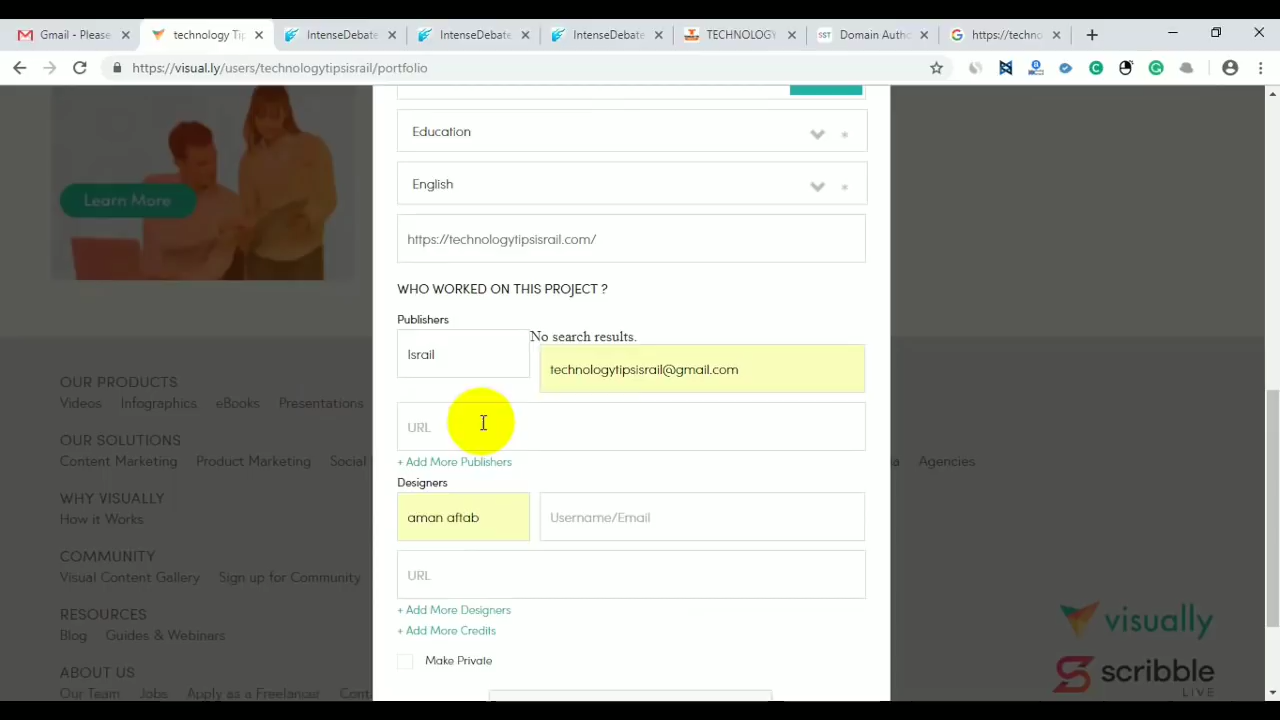 Gmail - Please
technology Tip
IntenseDebate
IntenseDebate
IntenseDebate
TECHNOLOGY
SST
Domain Autho
https://techno
https://visual.ly/users/technologytipsisrail/portfolio
Learn More
Education
English
https://technologytipsisrail.com/
WHO WORKED ON THIS PROJECT ?
Publishers
No search results.
Israil
technologytipsisrail@gmail.com
URL
+ Add More Publishers
Designers
aman aftab
Username/Email
URL
+ Add More Designers
+ Add More Credits
Make Private
OUR PRODUCTS
Videos Infographics eBooks Presentations
OUR SOLUTIONS
Content Marketing Product Marketing Social
Agencies
WHY VISUALLY
How it Works
COMMUNITY
Visual Content Gallery Sign up for Community
RESOURCES
Blog Guides & Webinars
ABOUT US
Our Team Jobs Apply as a Freelancer
visually
scribble
LIVE